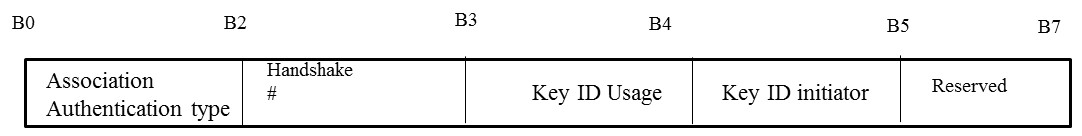 B0 B2 B3 B4 B5 B7
Association Authentication type
Handshake
#
Key ID Usage
Key ID initiator
Reserved